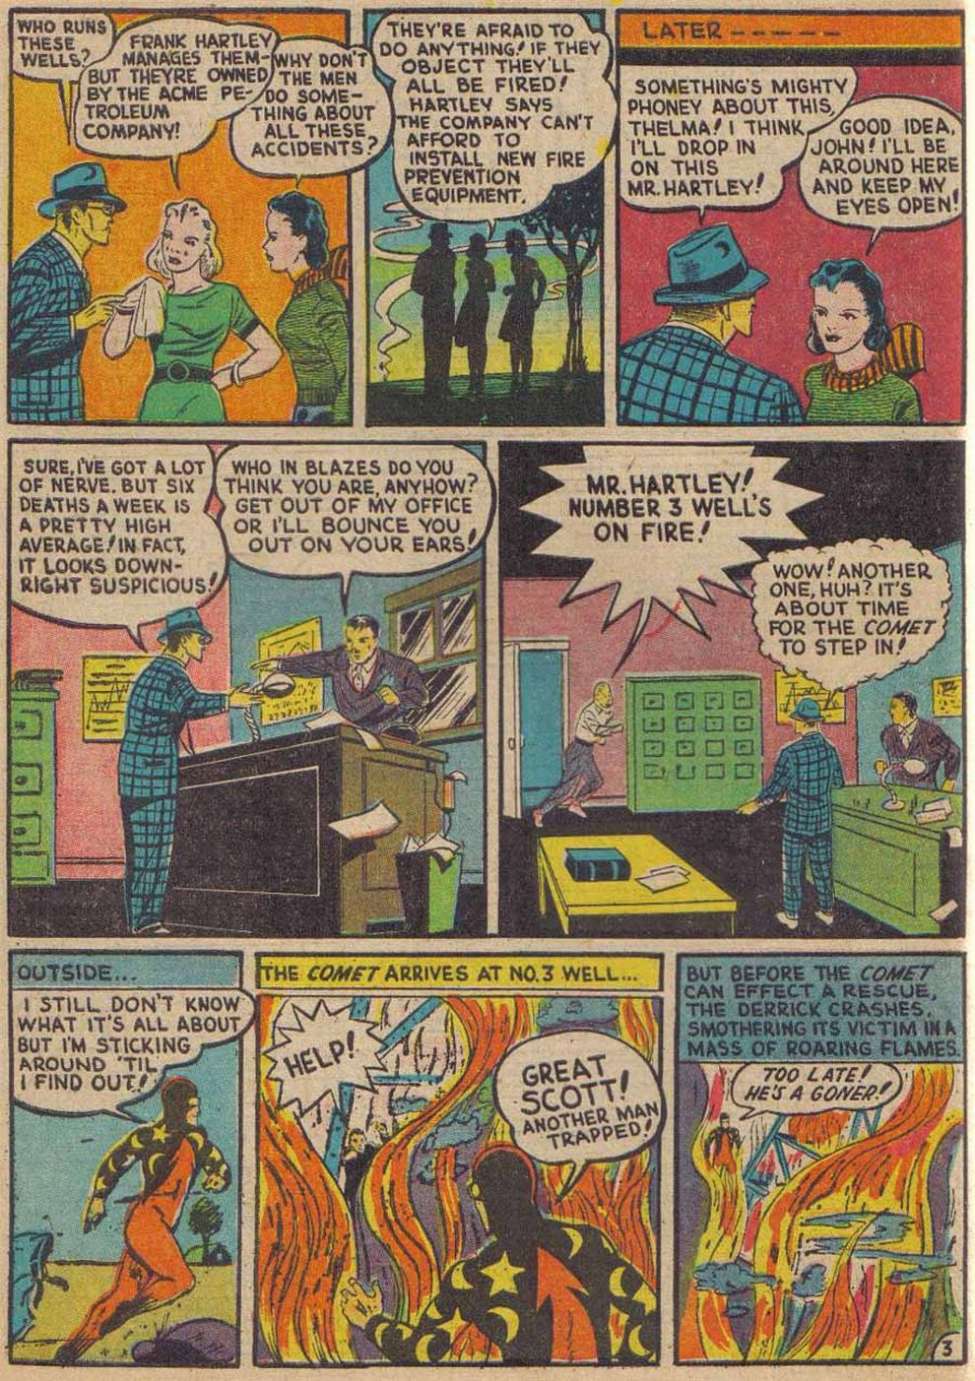 WHO RUNS
THESE
WELLS?
FRANK HARTLEY
MANAGES THEM-
BUT THEYRE OWNED
BY THE ACME PE-
TROLEUM
COMPANY!
WHY DON'T
THE MEN
DO SOME-
THING ABOUT
ALL THESE
ACCIDENTS?
THEY'RE AFRAID TO
DO ANYTHING! IF THEY
OBJECT THEY'LL
ALL BE FIRED!
HARTLEY SAYS
THE COMPANY CAN'T
AFFORD TO
INSTALL NEW FIRE
PREVENTION
EQUIPMENT.
LATER ------
SOMETHING'S MIGHTY
PHONEY ABOUT THIS,
THELMA! I THINK
I'LL DROP IN
ON THIS
MR. HARTLEY!
GOOD IDEA,
JOHN! I'LL BE
AROUND HERE
AND KEEP MY
EYES OPEN!
SURE, I'VE GOT A LOT
OF NERVE. BUT SIX
DEATHS A WEEK IS
A PRETTY HIGH
AVERAGE! IN FACT,
IT LOOKS DOWN-
RIGHT SUSPICIOUS!
WHO IN BLAZES DO YOU
THINK YOU ARE, ANYHOW?
GET OUT OF MY OFFICE
OR I'LL BOUNCE YOU
OUT ON YOUR EARS!
MR. HARTLEY!
NUMBER 3 WELL'S
ON FIRE!
WOW! ANOTHER
ONE, HUH? IT'S
ABOUT TIME
FOR THE COMET
TO STEP IN!
OUTSIDE...
I STILL DON'T KNOW
WHAT IT'S ALL ABOUT
BUT I'M STICKING
AROUND 'TIL
I FIND OUT!
THE COMET ARRIVES AT NO. 3 WELL...
HELP!
GREAT
SCOTT!
ANOTHER MAN
TRAPPED!
BUT BEFORE THE COMET
CAN EFFECT A RESCUE,
THE DERRICK CRASHES,
SMOTHERING ITS VICTIM IN A
MASS OF ROARING FLAMES.
TOO LATE!
HE'S A GONER!
3